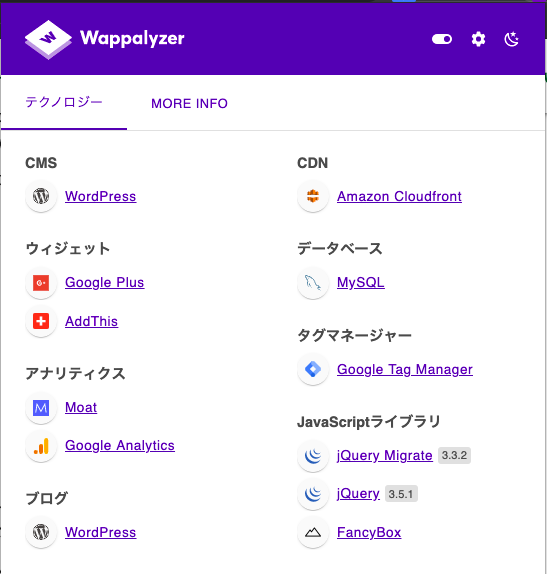 Wappalyzer
テクノロジー
MORE INFO
CMS
WordPress
ウィジェット
Google Plus
AddThis
アナリティクス
Moat
Google Analytics
ブログ
WordPress
CDN
Amazon Cloudfront
データベース
MySQL
タグマネージャー
Google Tag Manager
JavaScriptライブラリ
jQuery Migrate 3.3.2
jQuery 3.5.1
FancyBox